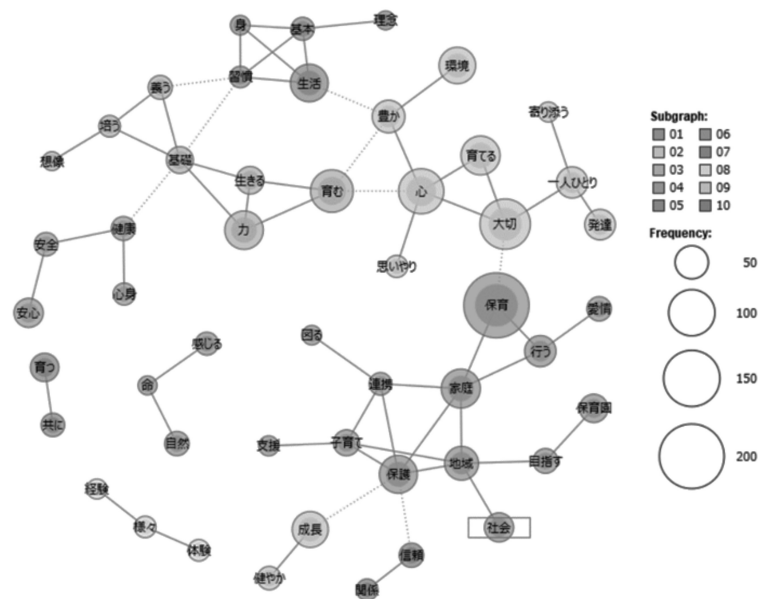 身
基本
理念
習慣
生活
養う
環境
豊か
培う
寄り添う
想像
基礎
育てる
生きる
育む
心
一人ひとり
力
大切
発達
健康
安全
思いやり
心身
安心
保育
愛情
図る
感じる
行う
育つ
命
連携
家庭
保育園
共に
自然
支援
子育て
保護
地域
目指す
経験
様々
体験
成長
社会
信頼
健やか
関係
Subgraph:
01 06
02 07
03 08
04 09
05 10
Frequency:
50
100
150
200